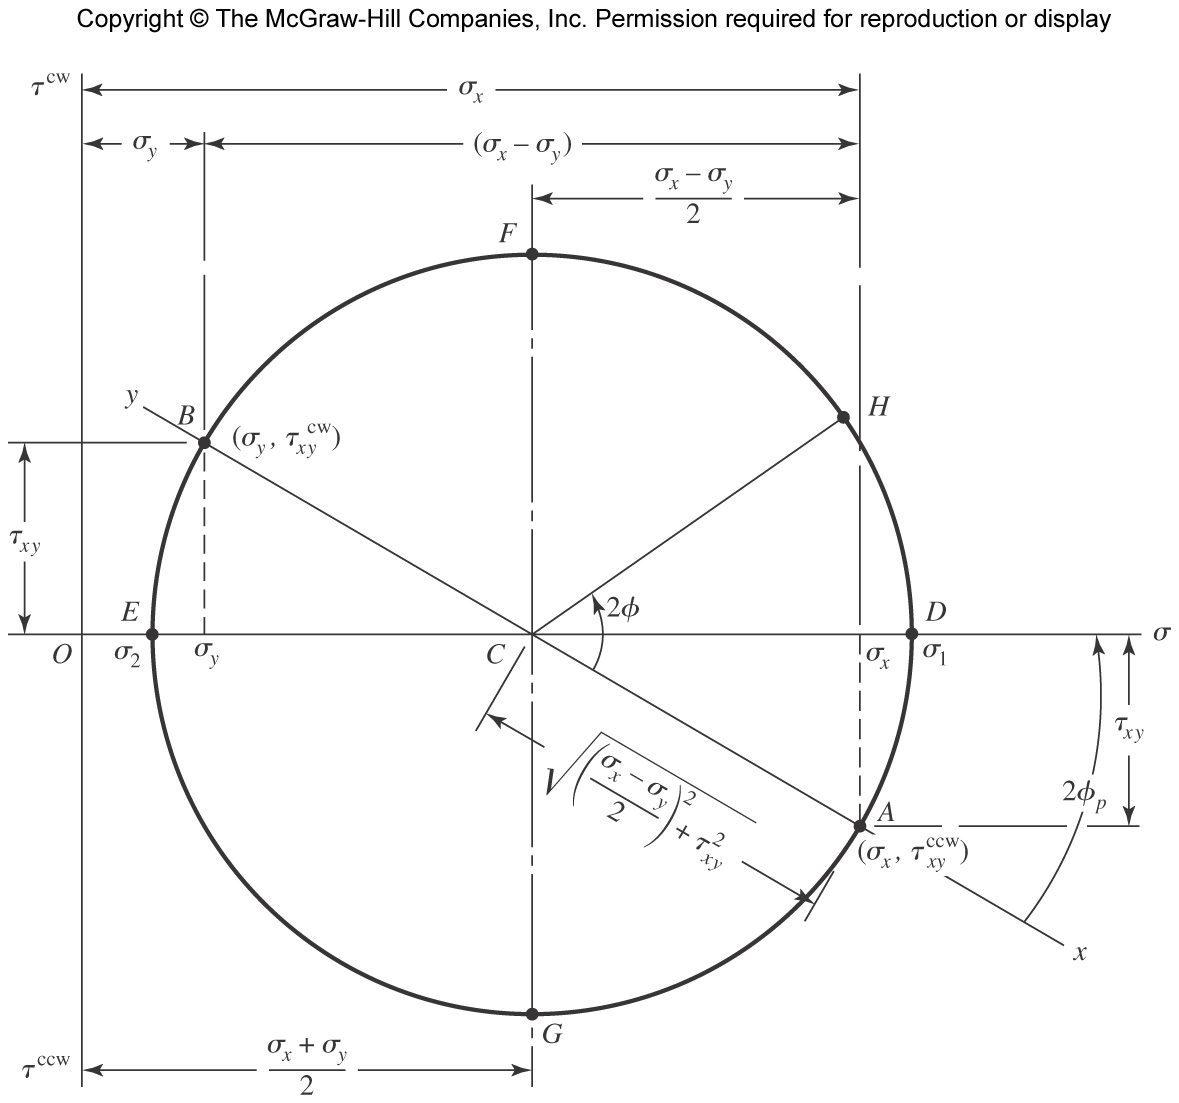 Copyright © The McGraw-Hill Companies, Inc. Permission required for reproduction or display
τ^cw
σ_x
σ_y
(σ_x – σ_y)
σ_x – σ_y
2
F
y
B
(σ_y, τ_xy^cw)
H
τ_xy
2ϕ
E
D
O
σ_2
σ_y
C
σ_x
σ_1
σ
τ_xy
√((σ_x – σ_y)/2)^2 + τ_xy^2
2ϕ_p
A
(σ_x, τ_xy^ccw)
x
G
τ^ccw
σ_x + σ_y
2